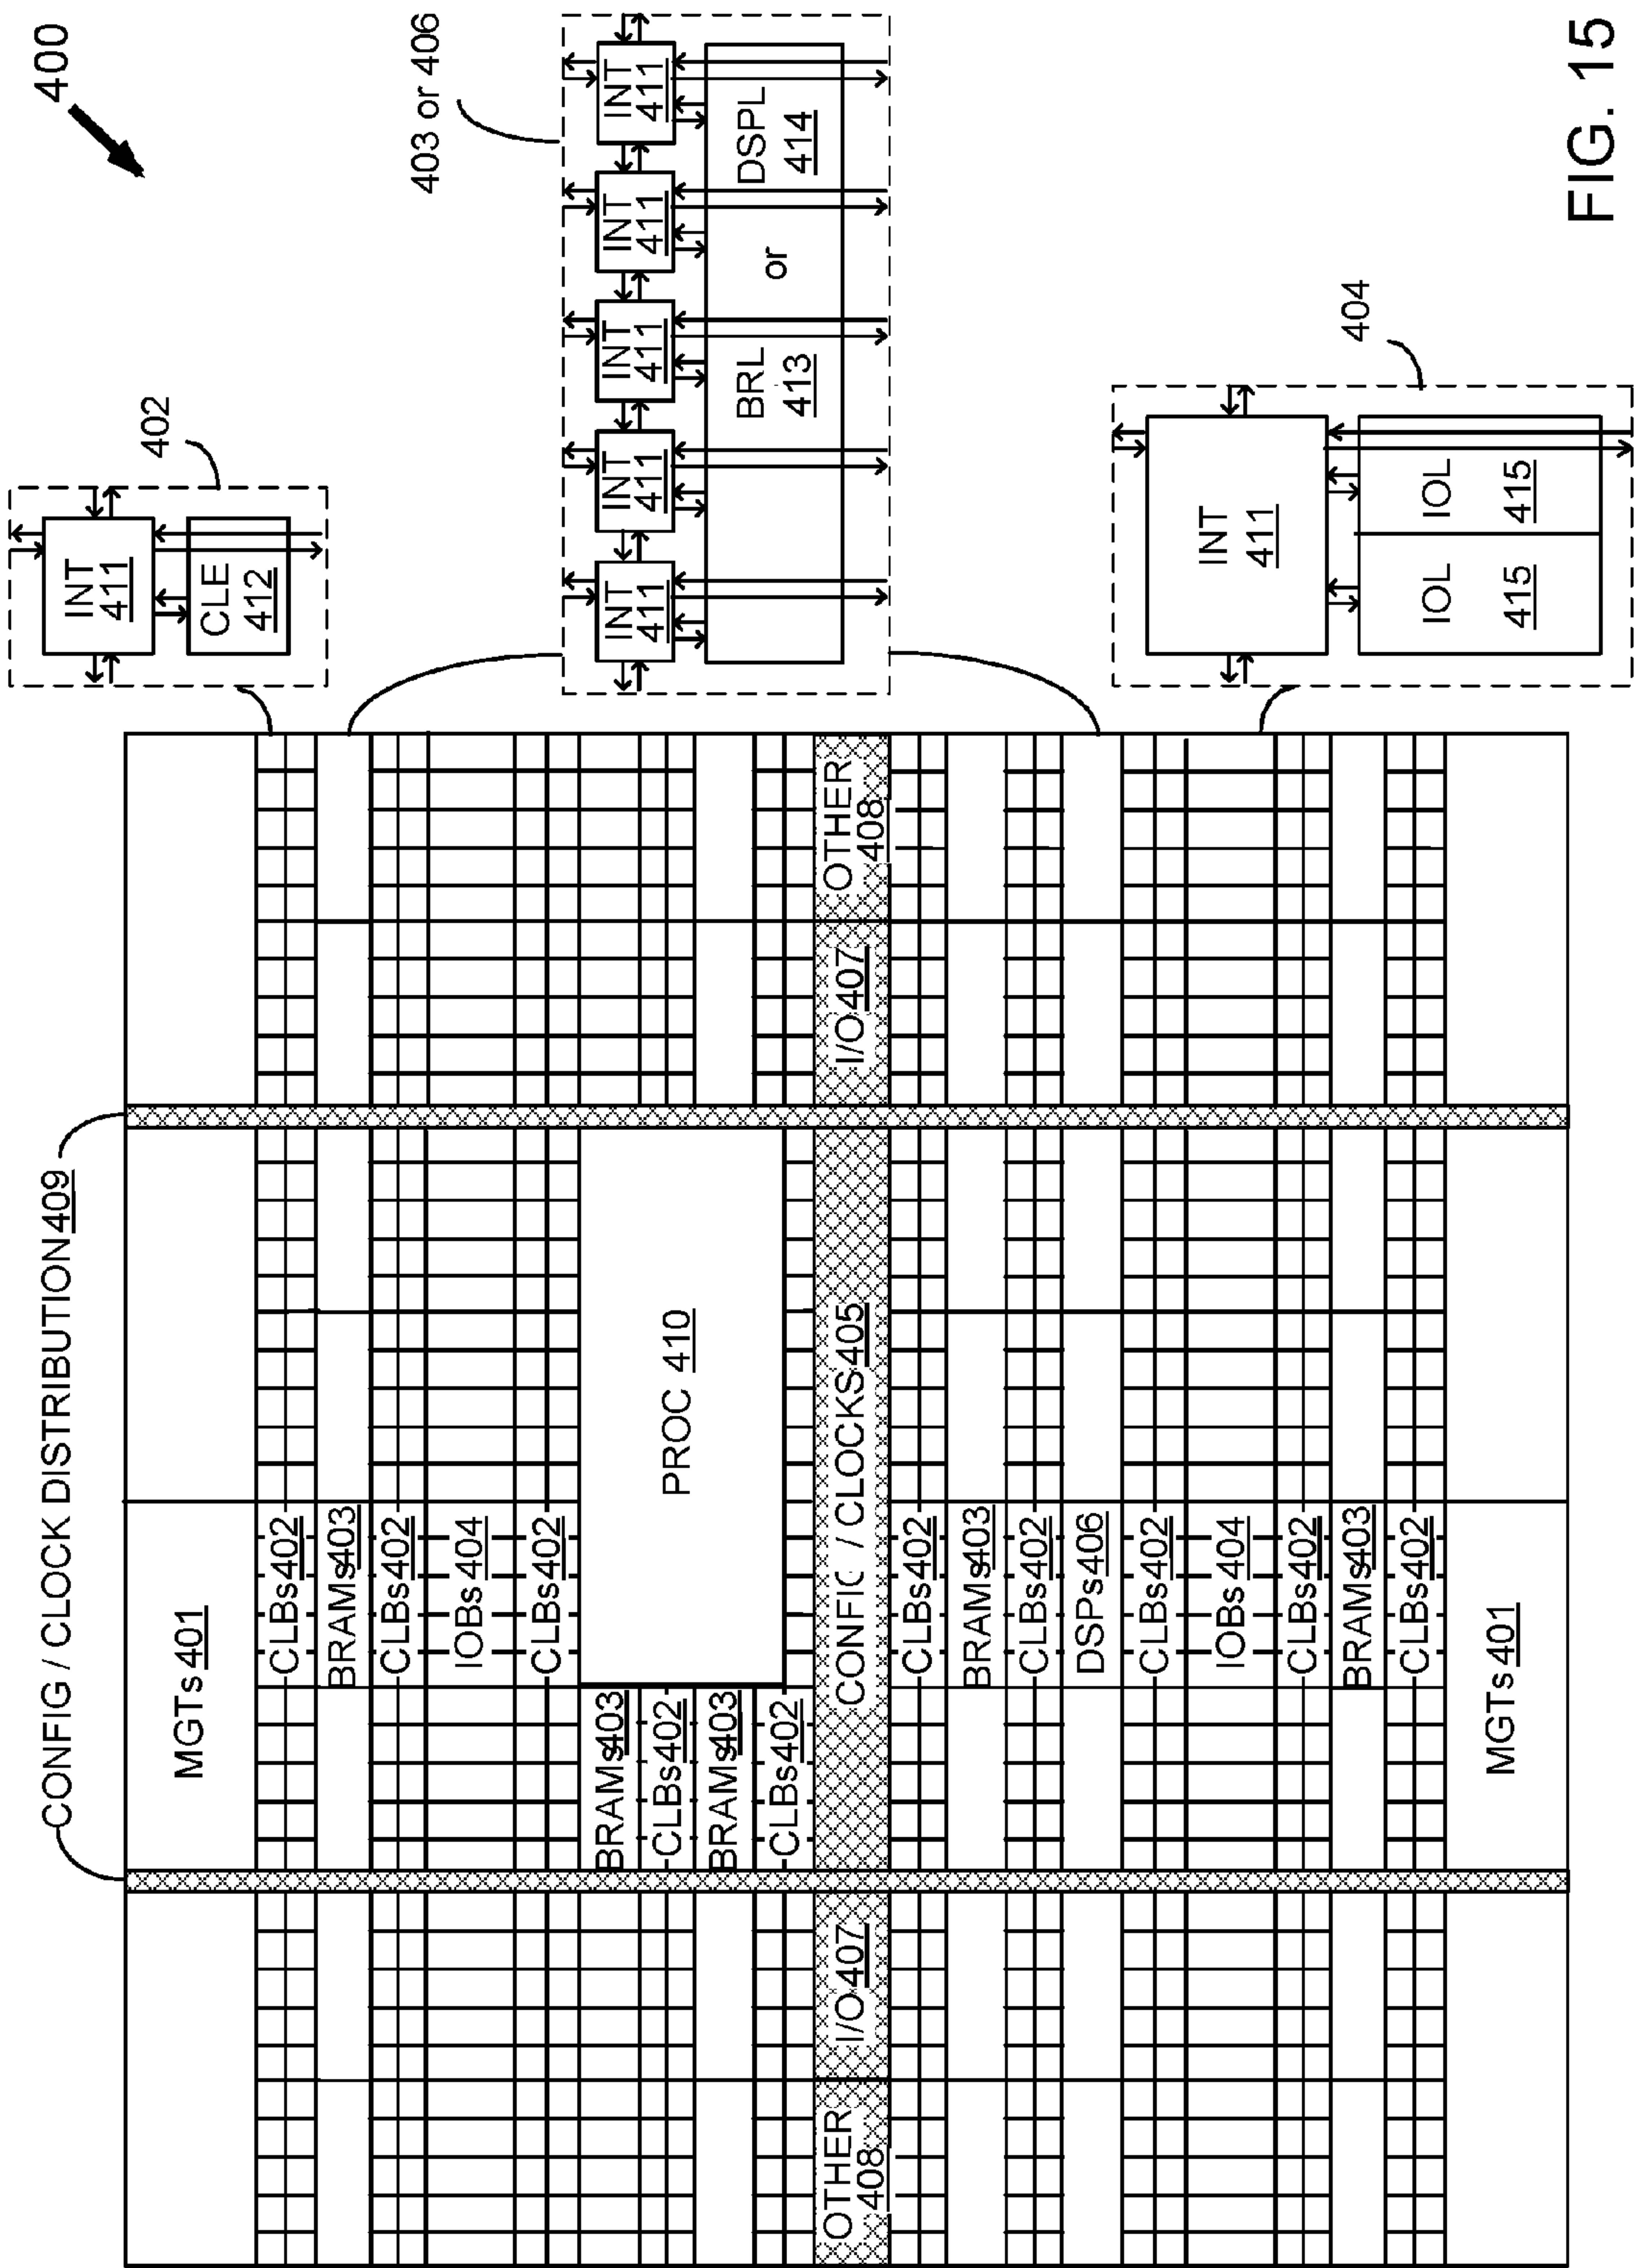 400
CONFIG / CLOCK DISTRIBUTION 409
MGTs 401
CLBs 402
BRAMs 403
CLBs 402
IOBs 404
CLBs 402
BRAMs 403
CLBs 402
BRAMs 403
CLBs 402
PROC 410
OTHER
408
I/O 407
CONFIG / CLOCKS 405
I/O 407
OTHER
408
CLBs 402
BRAMs 403
CLBs 402
DSPs 406
CLBs 402
IOBs 404
CLBs 402
BRAMs 403
CLBs 402
MGTs 401
402
INT
411
CLE
412
403 or 406
INT
411
INT
411
INT
411
INT
411
INT
411
BRL
413
or
DSPL
414
404
INT
411
IOL
415
IOL
415
FIG. 15